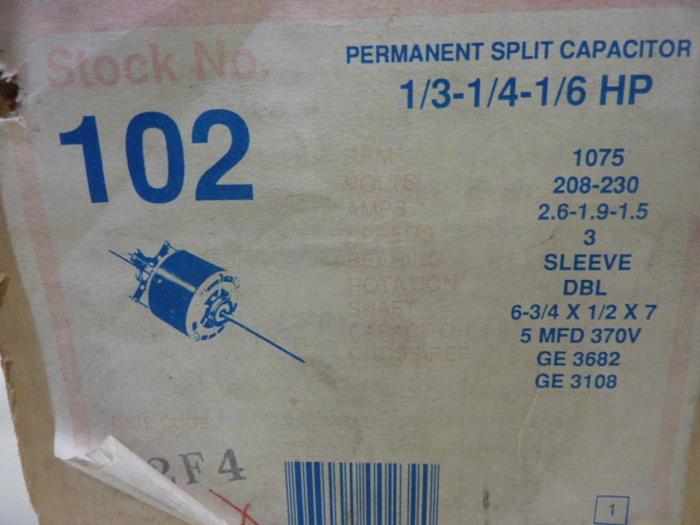 Stock No.
102
PERMANENT SPLIT CAPACITOR
1/3-1/4-1/6 HP
RPM 1075
VOLTS 208-230
AMPS 2.6-1.9-1.5
SPEEDS 3
BEARING SLEEVE
ROTATION DBL
SHAFT 6-3/4 X 1/2 X 7
CAPACITOR 5 MFD 370V
CROSS REF GE 3682
GE 3108
DATE CODE
2F4
1